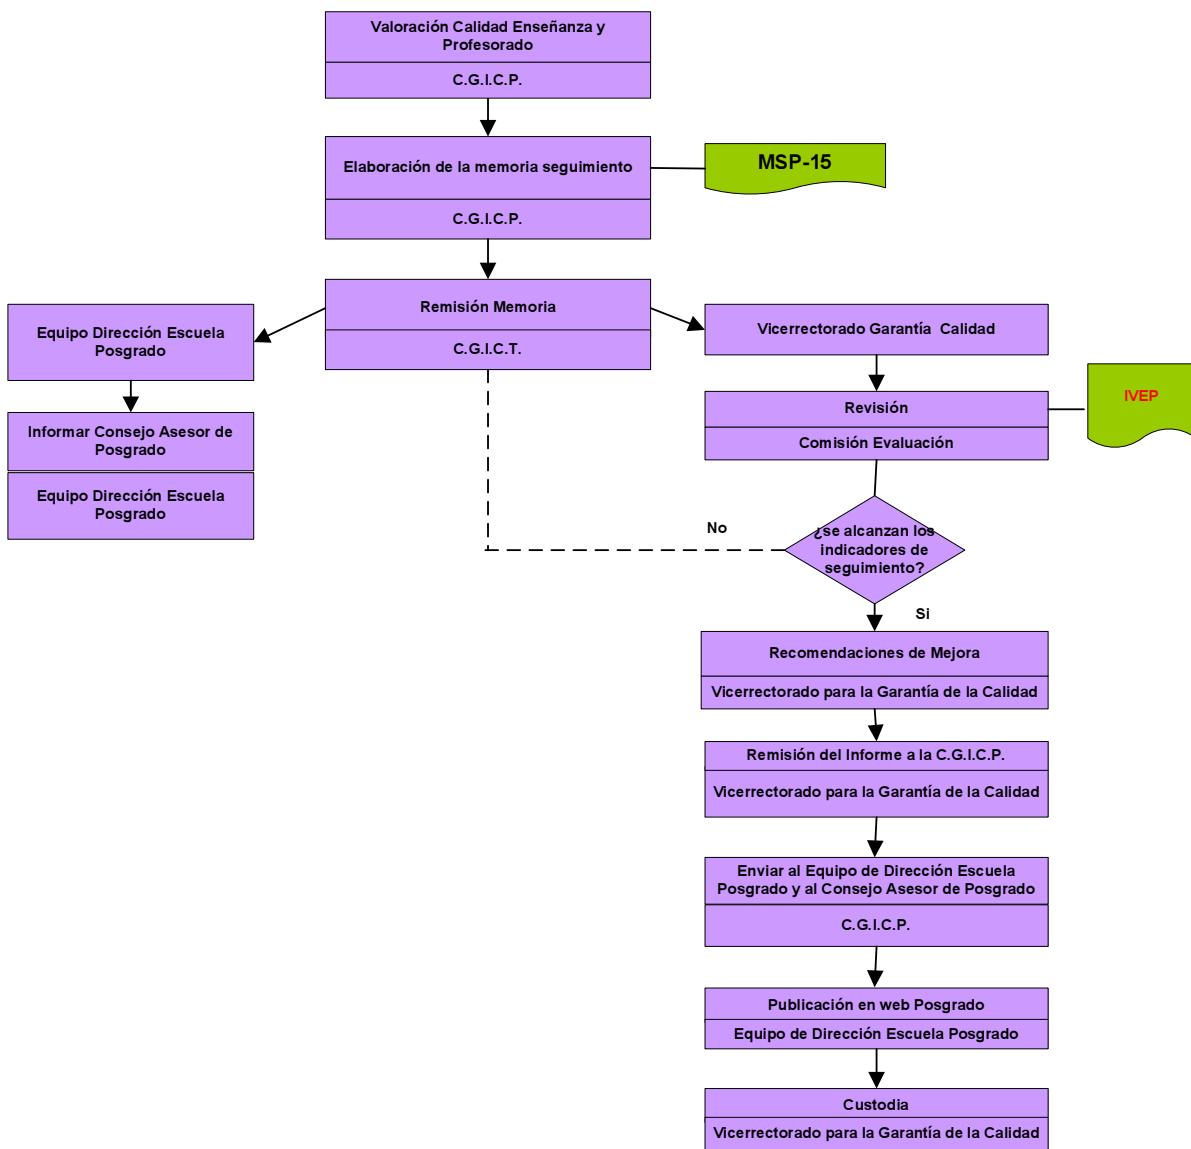 Valoración Calidad Enseñanza y
Profesorado
C.G.I.C.P.
Elaboración de la memoria seguimiento
C.G.I.C.P.
MSP-15
Remisión Memoria
C.G.I.C.T.
Equipo Dirección Escuela
Posgrado
Informar Consejo Asesor de
Posgrado
Equipo Dirección Escuela
Posgrado
Vicerrectorado Garantía Calidad
Revisión
Comisión Evaluación
IVEP
¿se alcanzan los
indicadores de
seguimiento?
No
Si
Recomendaciones de Mejora
Vicerrectorado para la Garantía de la Calidad
Remisión del Informe a la C.G.I.C.P.
Vicerrectorado para la Garantía de la Calidad
Enviar al Equipo de Dirección Escuela
Posgrado y al Consejo Asesor de Posgrado
C.G.I.C.P.
Publicación en web Posgrado
Equipo de Dirección Escuela Posgrado
Custodia
Vicerrectorado para la Garantía de la Calidad